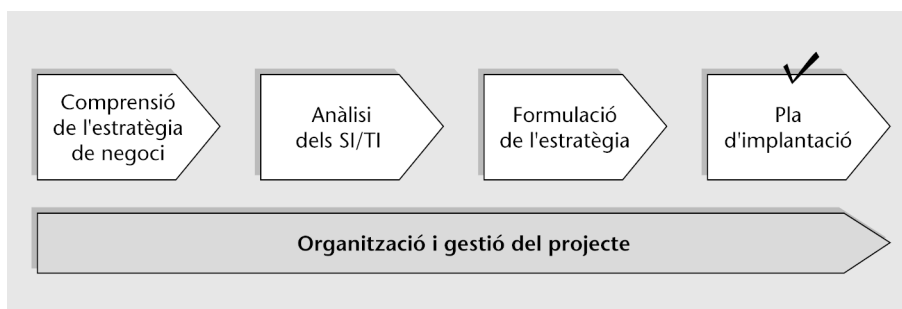 Comprensió
de l'estratègia
de negoci
Anàlisi
dels SI/TI
Formulació
de l'estratègia
Pla
d'implantació
Organització i gestió del projecte